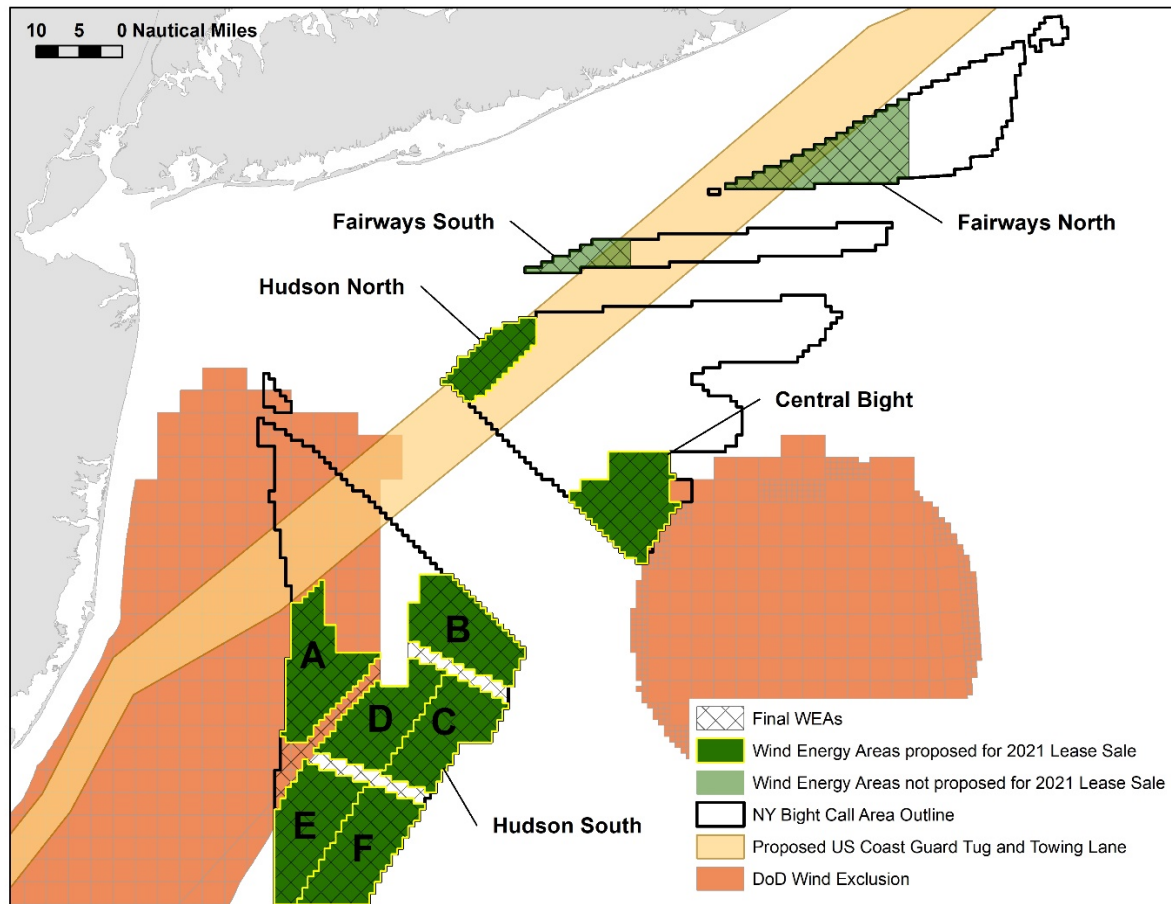 10 5 0 Nautical Miles
Fairways South
Fairways North
Hudson North
Central Bight
A
B
D
C
E
F
Hudson South
Final WEAs
Wind Energy Areas proposed for 2021 Lease Sale
Wind Energy Areas not proposed for 2021 Lease Sale
NY Bight Call Area Outline
Proposed US Coast Guard Tug and Towing Lane
DoD Wind Exclusion